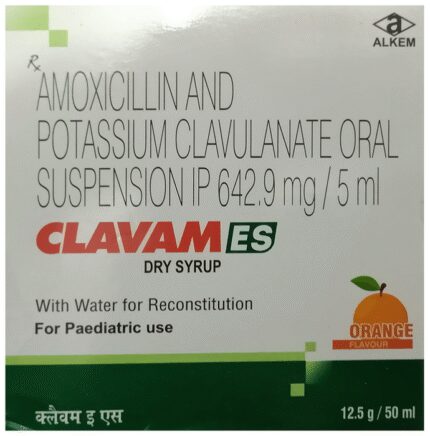 a
ALKEM
Rx
AMOXICILLIN AND
POTASSIUM CLAVULANATE ORAL
SUSPENSION IP 642.9 mg / 5 ml
CLAVAM ES
DRY SYRUP
With Water for Reconstitution
For Paediatric use
ORANGE
FLAVOUR
क्लैवम इ एस
12.5 g / 50 ml